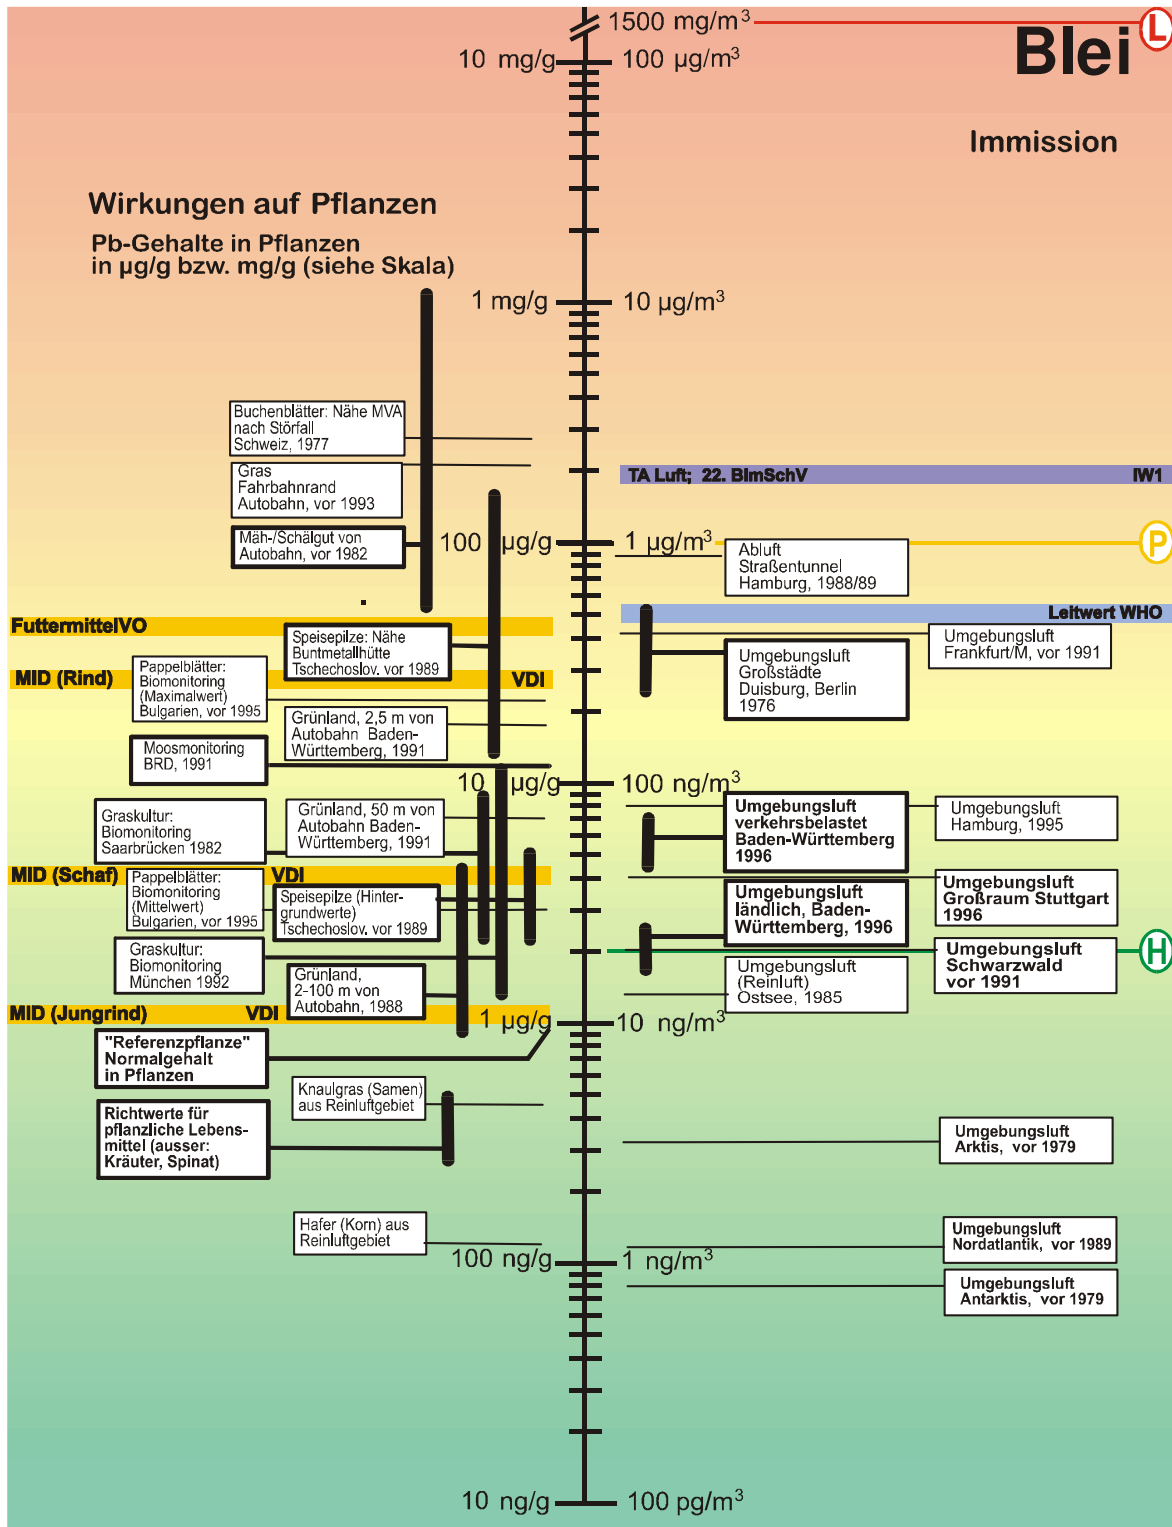 1500 mg/m³
L
Blei
10 mg/g
100 µg/m³
Immission
Wirkungen auf Pflanzen
Pb-Gehalte in Pflanzen
in µg/g bzw. mg/g (siehe Skala)
1 mg/g
10 µg/m³
Buchenblätter: Nähe MVA
nach Störfall
Schweiz, 1977
Gras
Fahrbahnrand
Autobahn, vor 1993
TA Luft; 22. BImSchV
IW1
Mäh-/Schälgut von
Autobahn, vor 1982
100 µg/g
1 µg/m³
P
Abluft
Straßentunnel
Hamburg, 1988/89
Leitwert WHO
FuttermittelVO
Speisepilze: Nähe
Buntmetallhütte
Tschechoslov. vor 1989
Umgebungsluft
Frankfurt/M, vor 1991
Umgebungsluft
Großstädte
Duisburg, Berlin
1976
MID (Rind)
VDI
Pappelblätter:
Biomonitoring
(Maximalwert)
Bulgarien, vor 1995
Grünland, 2,5 m von
Autobahn Baden-
Württemberg, 1991
Moosmonitoring
BRD, 1991
10 µg/g
100 ng/m³
Graskultur:
Biomonitoring
Saarbrücken 1982
Grünland, 50 m von
Autobahn Baden-
Württemberg, 1991
Umgebungsluft
verkehrsbelastet
Baden-Württemberg
1996
Umgebungsluft
Hamburg, 1995
MID (Schaf)
VDI
Pappelblätter:
Biomonitoring
(Mittelwert)
Bulgarien, vor 1995
Speisepilze (Hinter-
grundwerte)
Tschechoslov. vor 1989
Umgebungsluft
ländlich, Baden-
Württemberg, 1996
Umgebungsluft
Großraum Stuttgart
1996
Graskultur:
Biomonitoring
München 1992
Grünland,
2-100 m von
Autobahn, 1988
Umgebungsluft
(Reinluft)
Ostsee, 1985
Umgebungsluft
Schwarzwald
vor 1991
H
MID (Jungrind)
VDI
1 µg/g
10 ng/m³
"Referenzpflanze"
Normalgehalt
in Pflanzen
Knaulgras (Samen)
aus Reinluftgebiet
Richtwerte für
pflanzliche Lebens-
mittel (ausser:
Kräuter, Spinat)
Umgebungsluft
Arktis, vor 1979
Hafer (Korn) aus
Reinluftgebiet
Umgebungsluft
Nordatlantik, vor 1989
100 ng/g
1 ng/m³
Umgebungsluft
Antarktis, vor 1979
10 ng/g
100 pg/m³